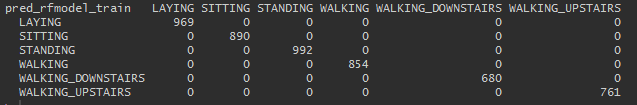 pred_rfmodel_train LAYING SITTING STANDING WALKING WALKING_DOWNSTAIRS WALKING_UPSTAIRS
LAYING 969 0 0 0 0 0
SITTING 0 890 0 0 0 0
STANDING 0 0 992 0 0 0
WALKING 0 0 0 854 0 0
WALKING_DOWNSTAIRS 0 0 0 0 680 0
WALKING_UPSTAIRS 0 0 0 0 0 761